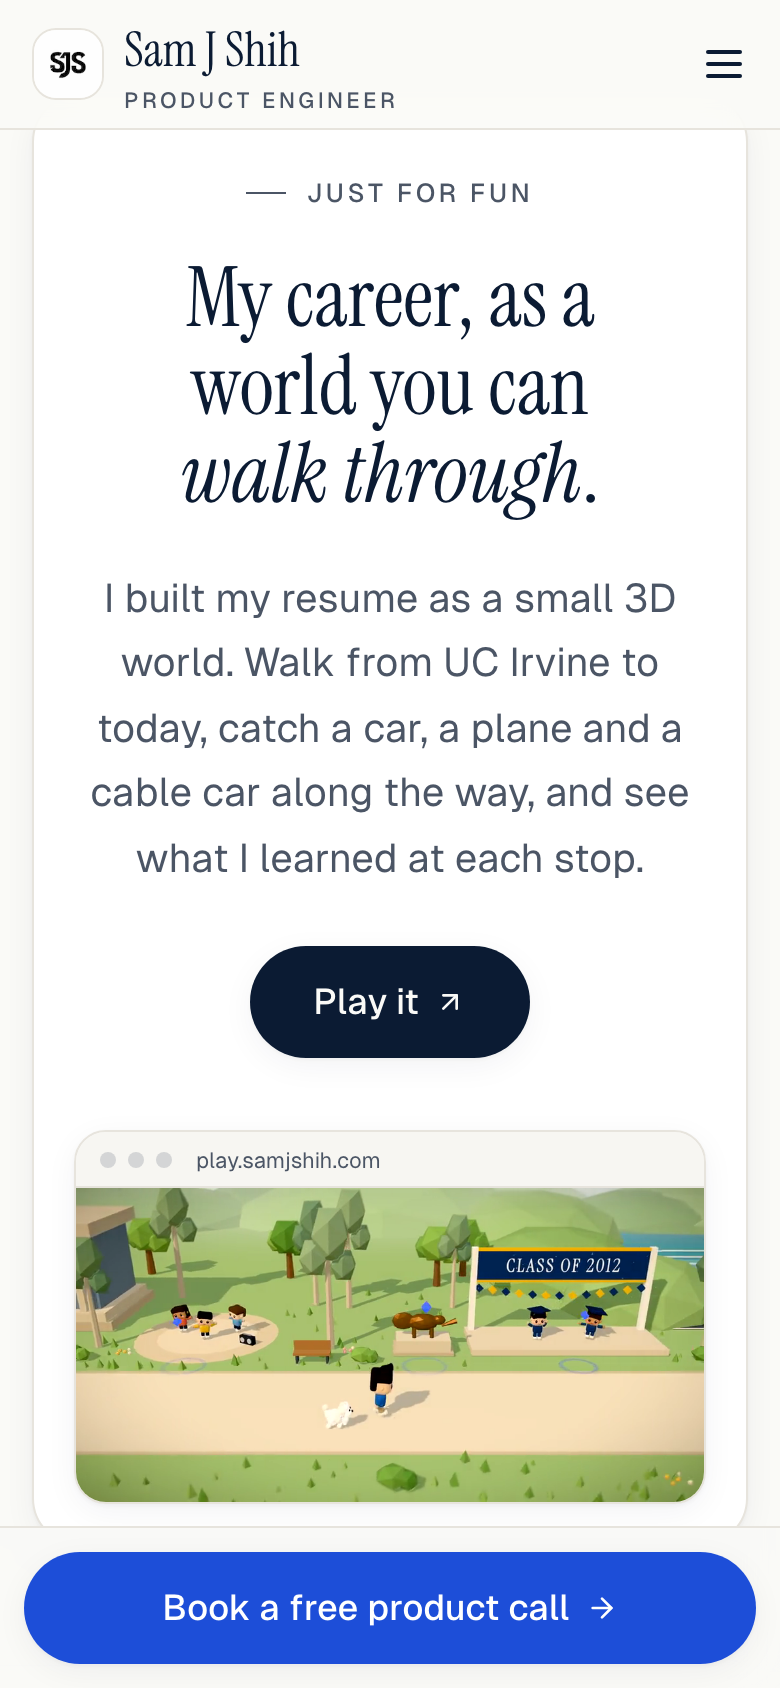 SJS
Sam J Shih
PRODUCT ENGINEER
JUST FOR FUN
My career, as a
world you can
walk through.
I built my resume as a small 3D
world. Walk from UC Irvine to
today, catch a car, a plane and a
cable car along the way, and see
what I learned at each stop.
Play it ↗
play.samjshih.com
CLASS OF 2012
Book a free product call →